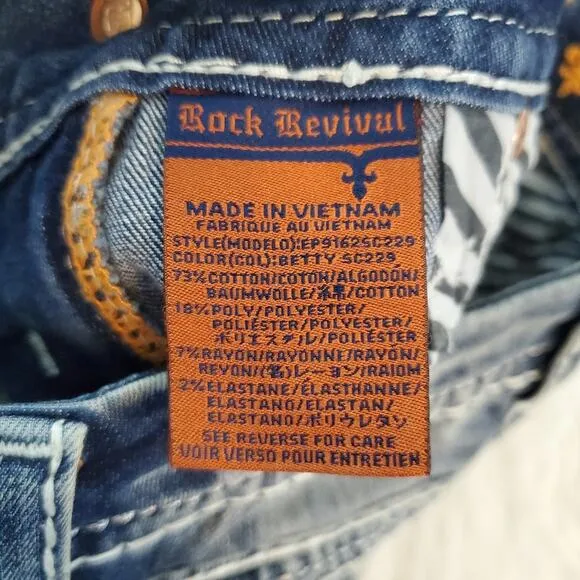 Rock Revival
MADE IN VIETNAM
FABRIQUE AU VIETNAM
STYLE(MODELO):EP9162SC229
COLOR(COL):BETTY SC229
73%COTTON/COTON/ALGODON/
BAUMWOLLE/綿/COTTON
18%POLY/POLYESTER/
POLIÉSTER/POLYESTER/
ポリエステル/POLIESTER
7%RAYON/RAYONNE/RAYON/
REYON/(名)レーヨン/RAIOM
2%ELASTANE/ÉLASTHANNE/
ELASTANO/ELASTAN/
ELASTANO/ポリウレタン
SEE REVERSE FOR CARE
VOIR VERSO POUR ENTRETIEN